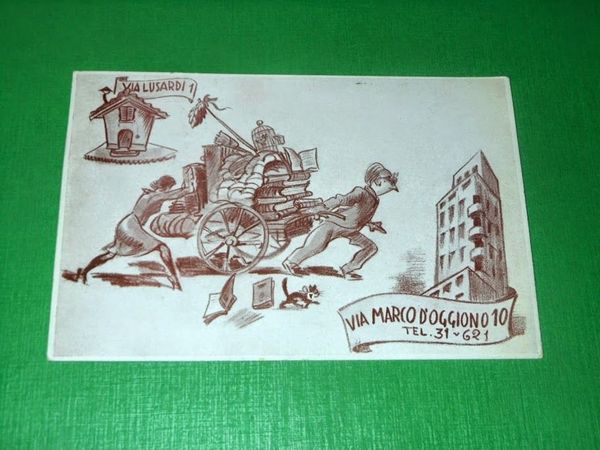 VIA LUSARDI 1
VIA MARCO D'OGGIONO 10
TEL. 31-621